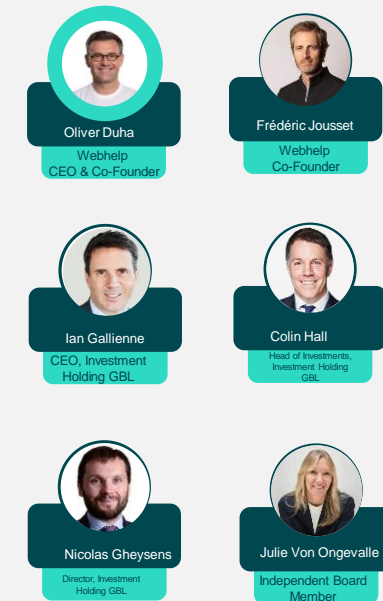 Oliver Duha
Webhelp
CEO & Co-Founder
Frédéric Jousset
Webhelp
Co-Founder
Ian Gallienne
CEO, Investment
Holding GBL
Colin Hall
Head of Investments,
Investment Holding
GBL
Nicolas Gheysens
Director, Investment
Holding GBL
Julie Von Ongevalle
Independent Board
Member